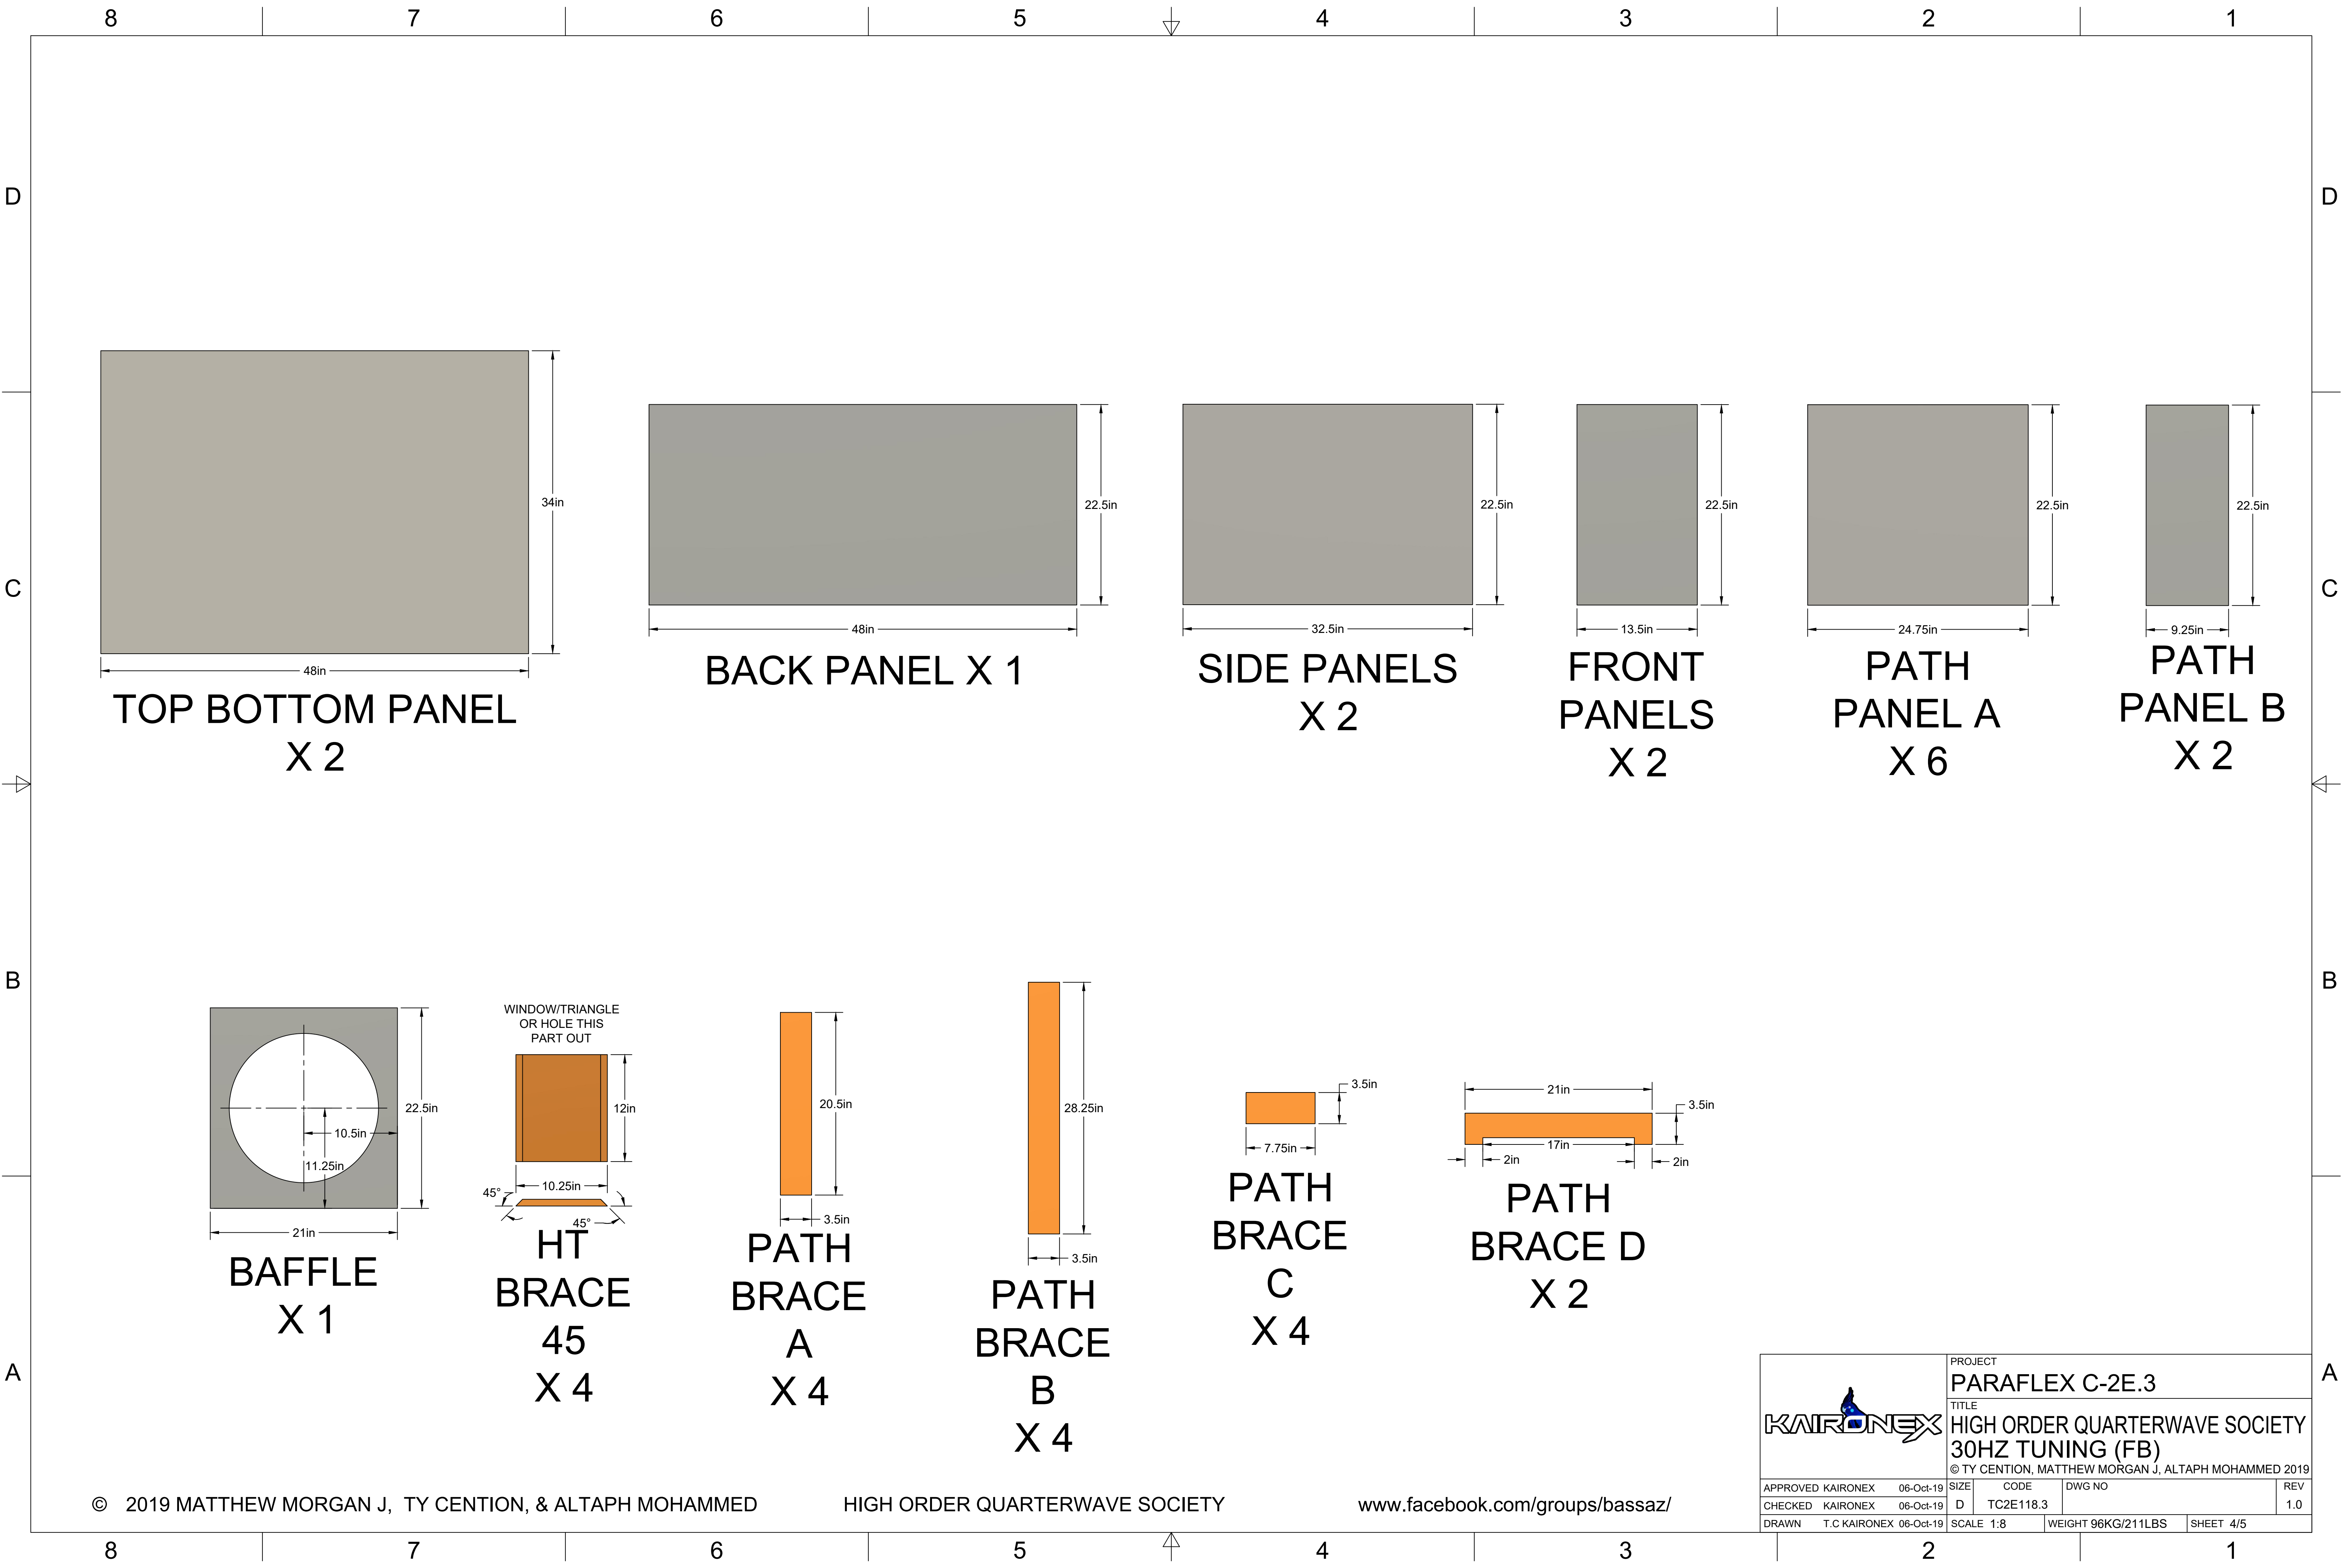 8 7 6 5 4 3 2 1
D D
34in
22.5in
22.5in
22.5in
22.5in
22.5in
C C
48in
48in
32.5in
13.5in
24.75in
9.25in
TOP BOTTOM PANEL
X 2
BACK PANEL X 1
SIDE PANELS
X 2
FRONT
PANELS
X 2
PATH
PANEL A
X 6
PATH
PANEL B
X 2
B B
22.5in
10.5in
11.25in
21in
BAFFLE
X 1
WINDOW/TRIANGLE
OR HOLE THIS
PART OUT
12in
10.25in
45°
45°
HT
BRACE
45
X 4
20.5in
3.5in
PATH
BRACE
A
X 4
28.25in
3.5in
PATH
BRACE
B
X 4
3.5in
7.75in
PATH
BRACE
C
X 4
21in
3.5in
17in
2in
2in
PATH
BRACE D
X 2
A A
© 2019 MATTHEW MORGAN J, TY CENTION, & ALTAPH MOHAMMED
HIGH ORDER QUARTERWAVE SOCIETY
www.facebook.com/groups/bassaz/
KAIRONEX
PROJECT
PARAFLEX C-2E.3
TITLE
HIGH ORDER QUARTERWAVE SOCIETY
30HZ TUNING (FB)
© TY CENTION, MATTHEW MORGAN J, ALTAPH MOHAMMED 2019
APPROVED KAIRONEX 06-Oct-19 SIZE CODE DWG NO REV
CHECKED KAIRONEX 06-Oct-19 D TC2E118.3 1.0
DRAWN T.C KAIRONEX 06-Oct-19 SCALE 1:8 WEIGHT 96KG/211LBS SHEET 4/5
8 7 6 5 4 3 2 1